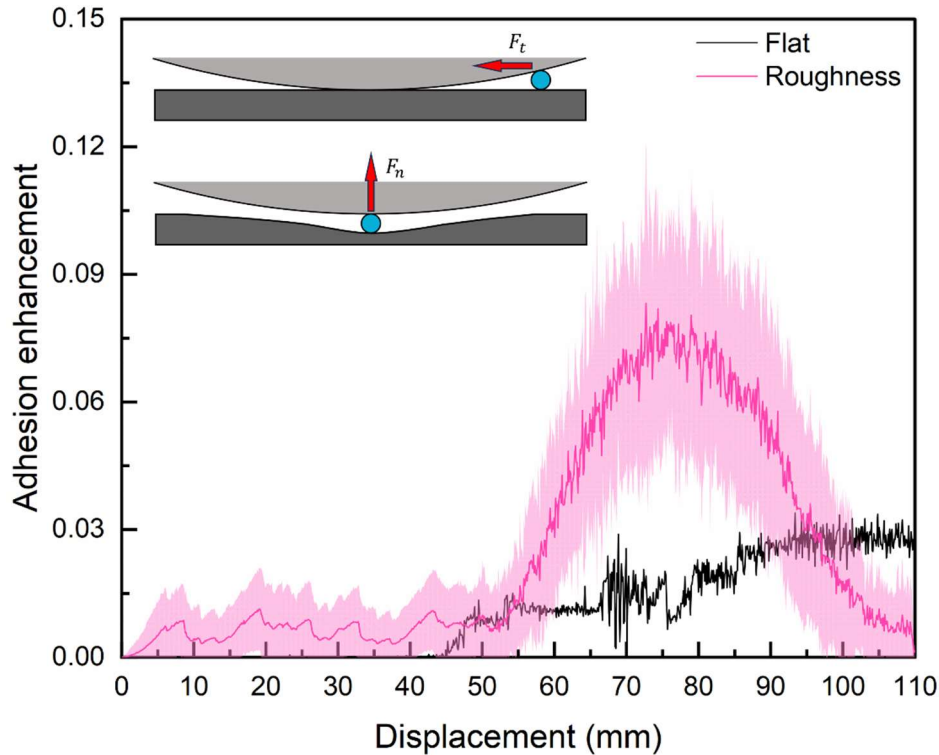 0.15
0.12
0.09
0.06
0.03
0.00
Adhesion enhancement
Flat
Roughness
F_t
F_n
0 10 20 30 40 50 60 70 80 90 100 110
Displacement (mm)